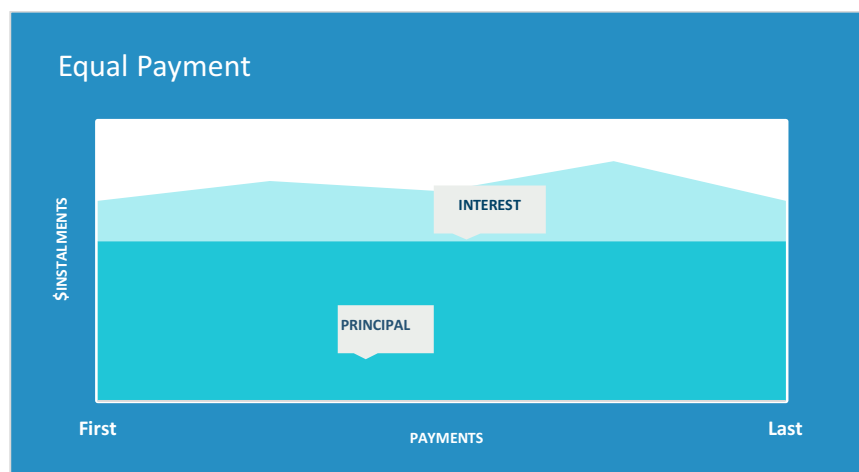 Equal Payment
INTEREST
$INSTALMENTS
PRINCIPAL
First
Last
PAYMENTS